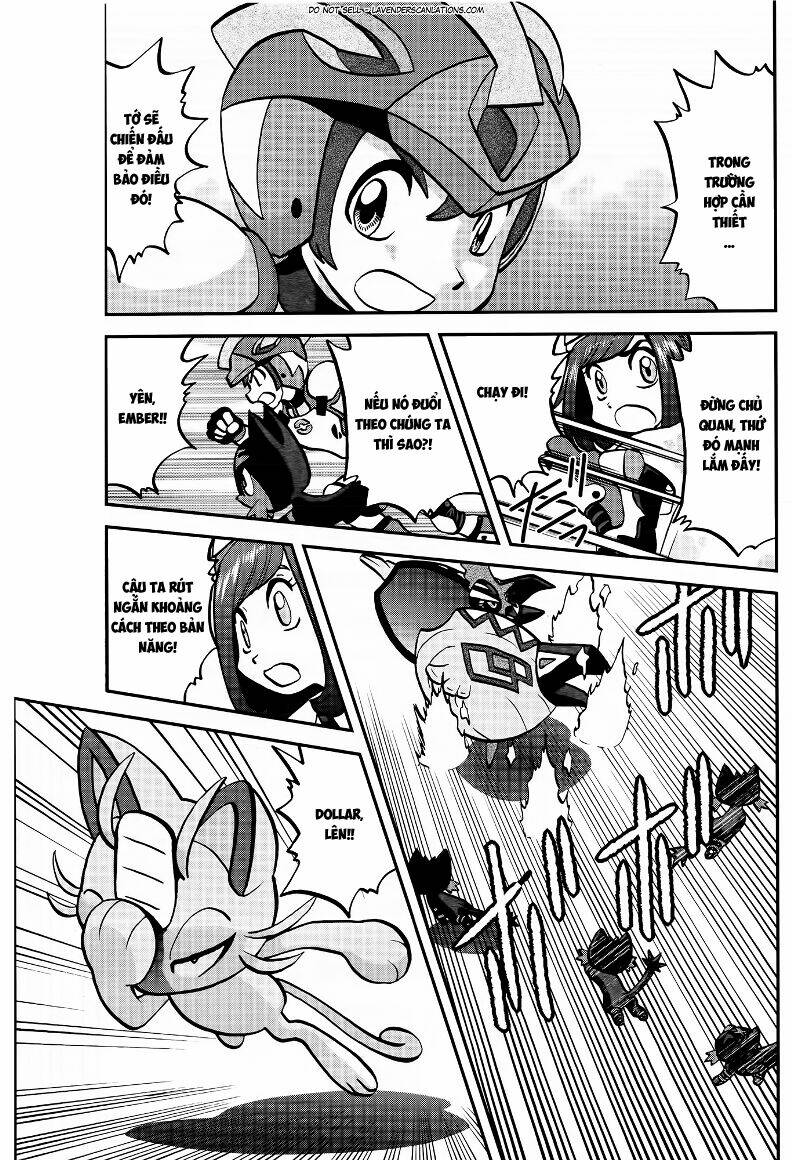 DO NOT SELL - LAVENDERSCANLATIONS.COM
TRONG
TRƯỜNG
HỢP CẦN
THIẾT
...
TỚ SẼ
CHIẾN ĐẤU
ĐỂ ĐẢM
BẢO ĐIỀU
ĐÓ!
ĐỪNG CHỦ
QUAN, THỨ
ĐÓ MẠNH
LẮM ĐẤY!
CHẠY ĐI!
NẾU NÓ ĐUỔI
THEO CHÚNG TA
THÌ SAO?!
YÊN,
EMBER!!
CẬU TA RÚT
NGẮN KHOẢNG
CÁCH THEO BẢN
NĂNG!
DOLLAR,
LÊN!!